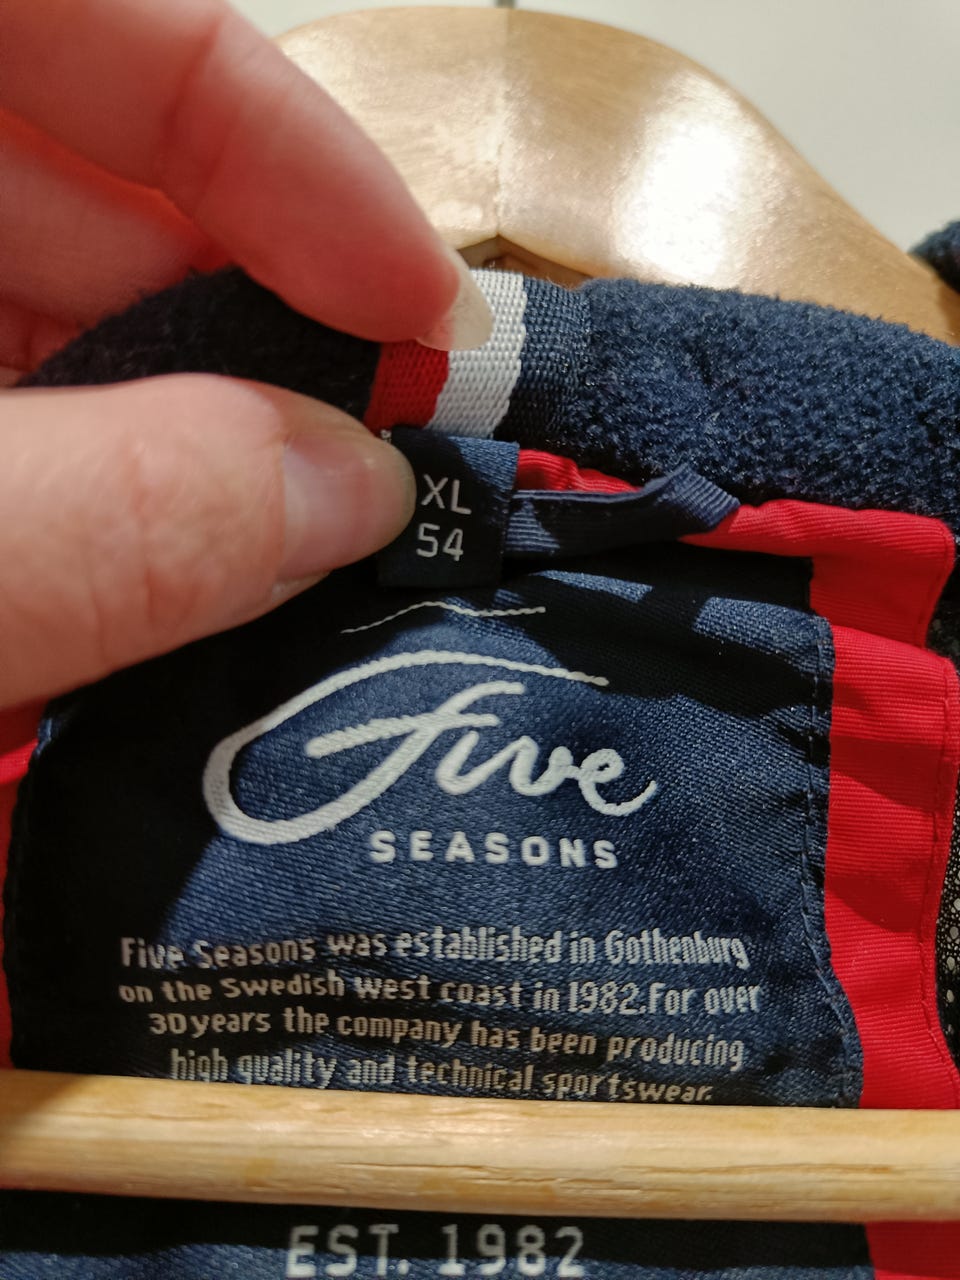 XL
54
Five
SEASONS
Five Seasons was established in Gothenburg
on the Swedish west coast in 1982.For over
30 years the company has been producing
high quality and technical sportswear.
EST. 1982